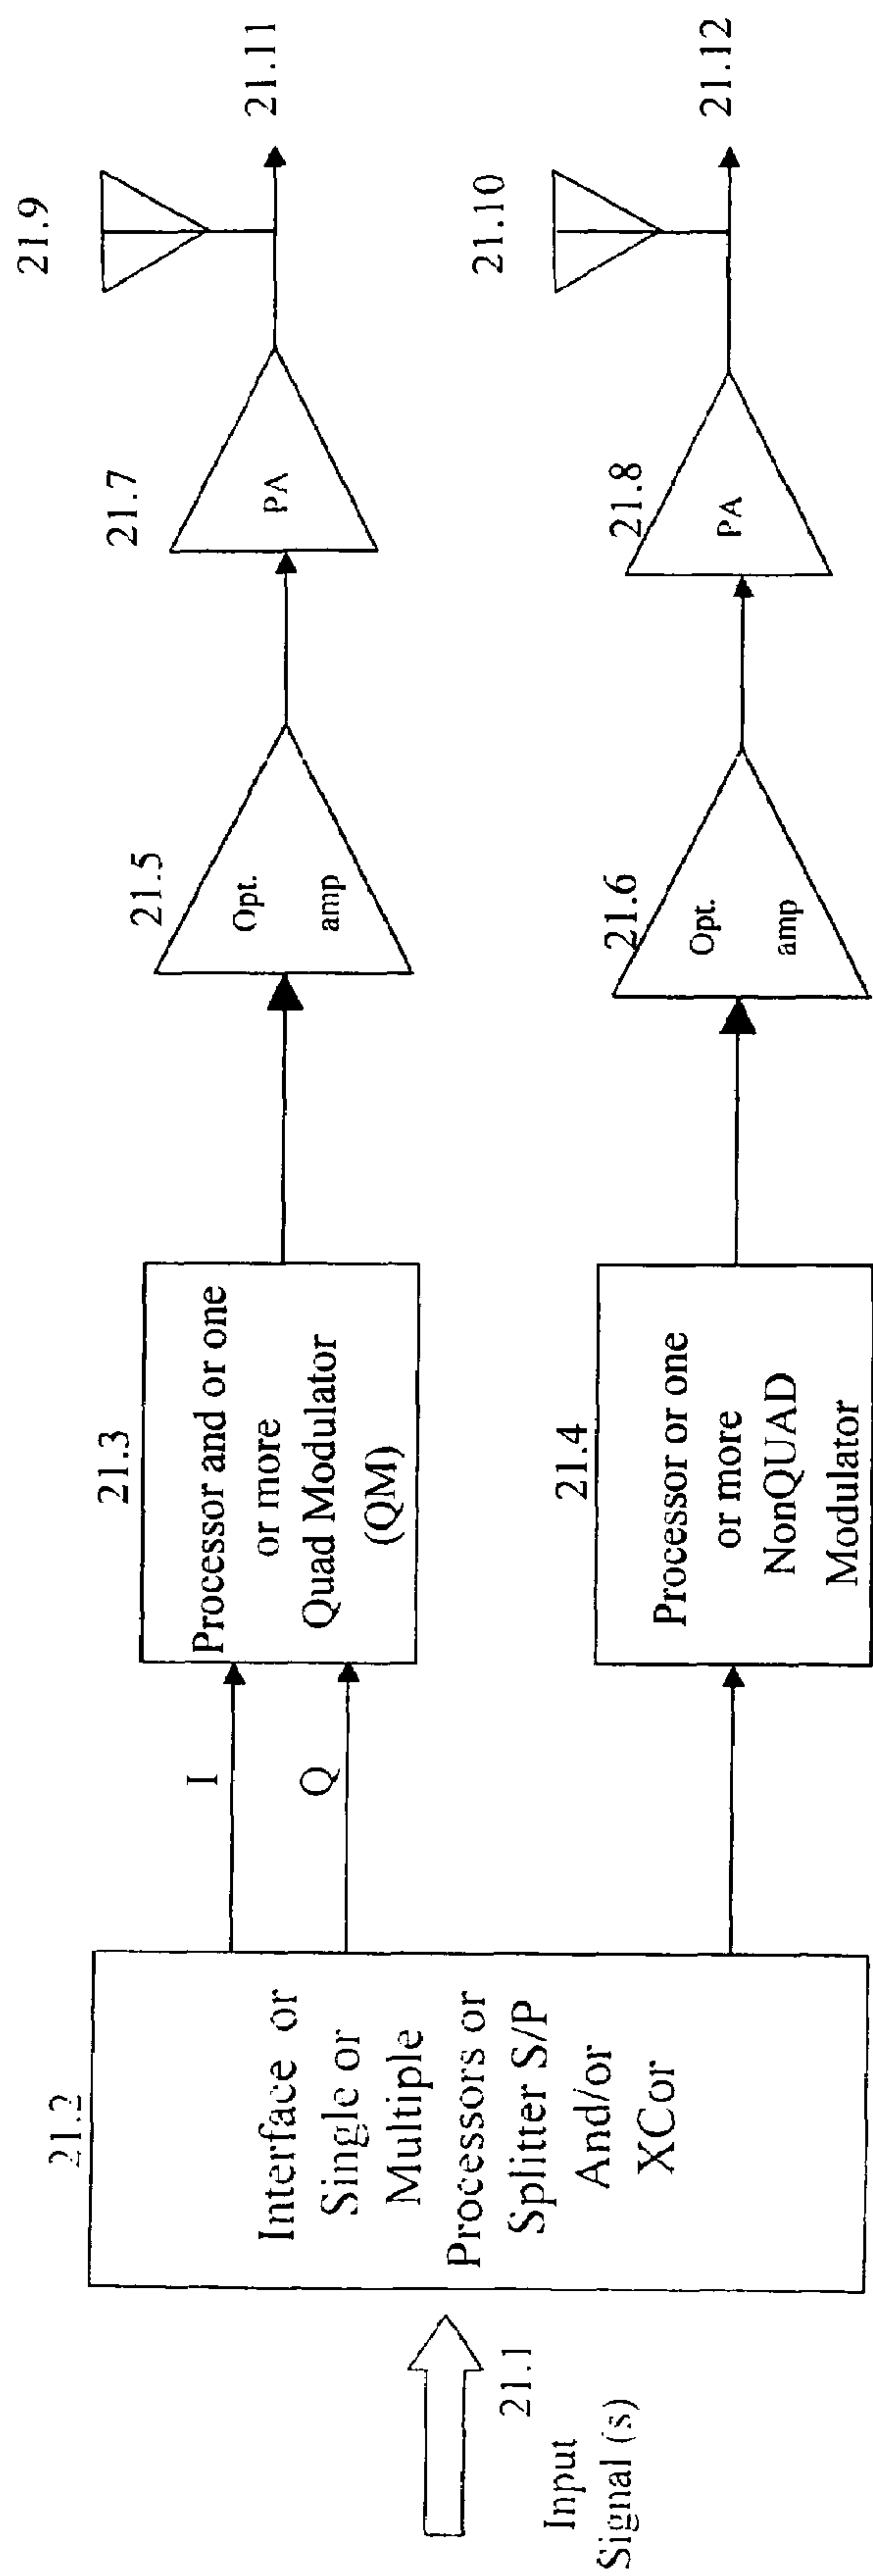 21.1
Input
Signal (s)
21.2
Interface or
Single or
Multiple
Processors or
Splitter S/P
And/or
XCor
I
Q
21.3
Processor and or one
or more
Quad Modulator
(QM)
21.5
Opt.
amp
21.7
PA
21.9
21.11
21.4
Processor or one
or more
NonQUAD
Modulator
21.6
Opt.
amp
21.8
PA
21.10
21.12